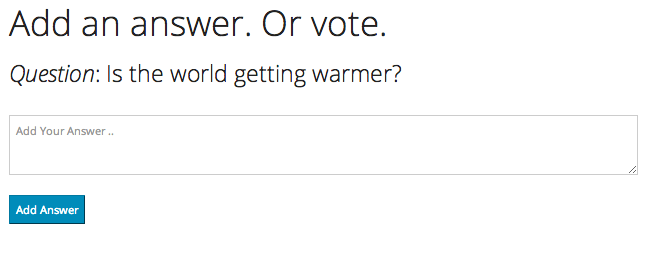 Add an answer. Or vote.
Question: Is the world getting warmer?
Add Your Answer ..
Add Answer